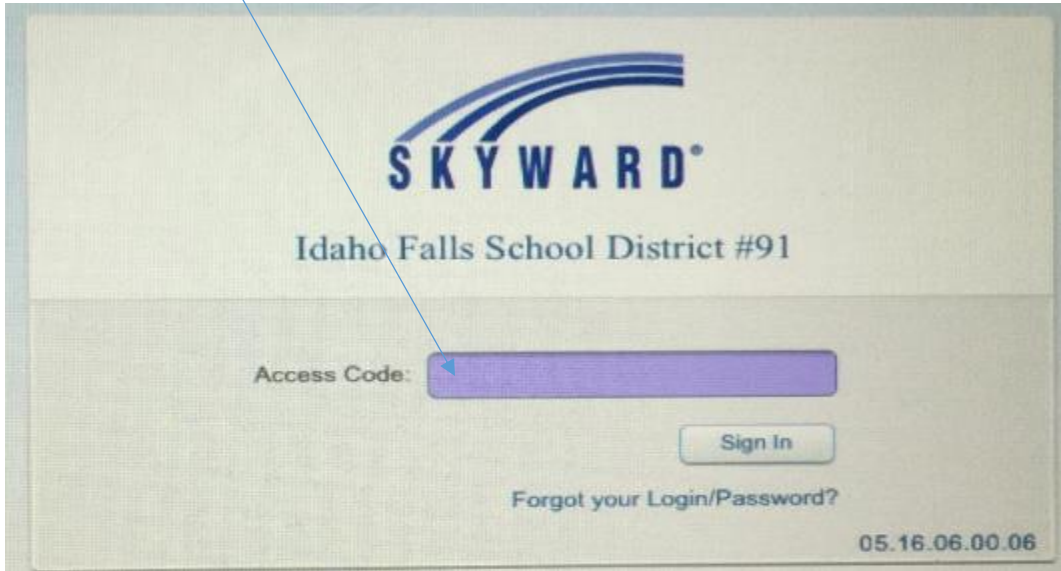 SKYWARD®
Idaho Falls School District #91
Access Code:
Sign In
Forgot your Login/Password?
05.16.06.00.06